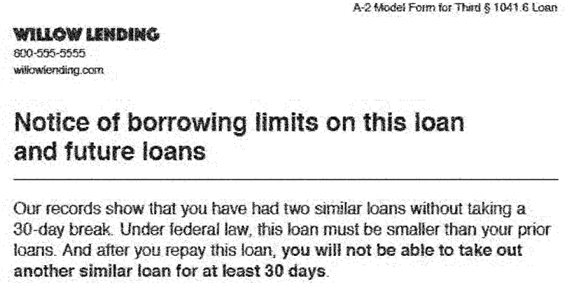 A-2 Model Form for Third § 1041.6 Loan
WILLOW LENDING
800-555-5555
willowlending.com
Notice of borrowing limits on this loan
and future loans
Our records show that you have had two similar loans without taking a
30-day break. Under federal law, this loan must be smaller than your prior
loans. And after you repay this loan, you will not be able to take out
another similar loan for at least 30 days.